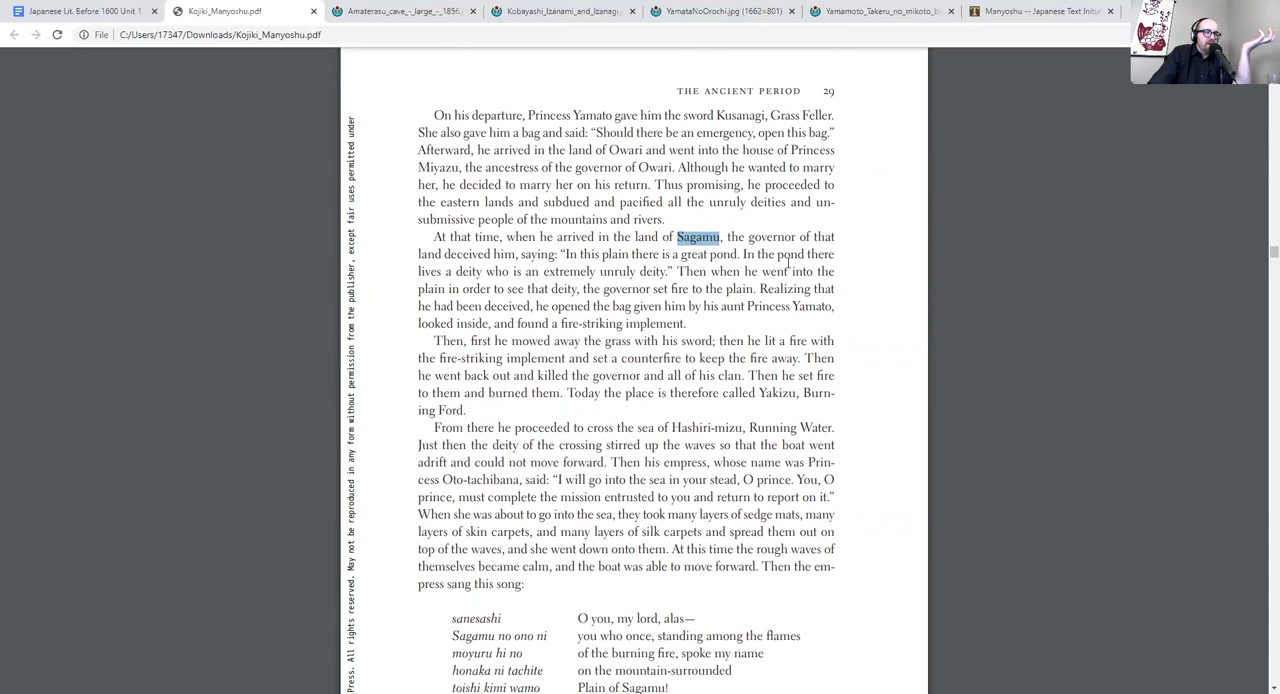 Japanese Lit. Before 1600 Unit 1
Kojiki_Manyoshu.pdf
Amaterasu_cave_-_large_-_1856.
Kobayashi_Izanami_and_Izanagi_
YamataNoOrochi.jpg (1662×801)
Yamamoto_Takeru_no_mikoto_b
Manyoshu -- Japanese Text Initia
File
C:/Users/17347/Downloads/Kojiki_Manyoshu.pdf
THE ANCIENT PERIOD 29
On his departure, Princess Yamato gave him the sword Kusanagi, Grass Feller.
She also gave him a bag and said: “Should there be an emergency, open this bag.”
Afterward, he arrived in the land of Owari and went into the house of Princess
Miyazu, the ancestress of the governor of Owari. Although he wanted to marry
her, he decided to marry her on his return. Thus promising, he proceeded to
the eastern lands and subdued and pacified all the unruly deities and un-
submissive people of the mountains and rivers.
At that time, when he arrived in the land of Sagamu, the governor of that
land deceived him, saying: “In this plain there is a great pond. In the pond there
lives a deity who is an extremely unruly deity.” Then when he went into the
plain in order to see that deity, the governor set fire to the plain. Realizing that
he had been deceived, he opened the bag given him by his aunt Princess Yamato,
looked inside, and found a fire-striking implement.
Then, first he mowed away the grass with his sword; then he lit a fire with
the fire-striking implement and set a counterfire to keep the fire away. Then
he went back out and killed the governor and all of his clan. Then he set fire
to them and burned them. Today the place is therefore called Yakizu, Burn-
ing Ford.
From there he proceeded to cross the sea of Hashiri-mizu, Running Water.
Just then the deity of the crossing stirred up the waves so that the boat went
adrift and could not move forward. Then his empress, whose name was Prin-
cess Oto-tachibana, said: “I will go into the sea in your stead, O prince. You, O
prince, must complete the mission entrusted to you and return to report on it.”
When she was about to go into the sea, they took many layers of sedge mats, many
layers of skin carpets, and many layers of silk carpets and spread them out on
top of the waves, and she went down onto them. At this time the rough waves of
themselves became calm, and the boat was able to move forward. Then the em-
press sang this song:
sanesashi O you, my lord, alas—
Sagamu no ono ni you who once, standing among the flames
moyuru hi no of the burning fire, spoke my name
honaka ni tachite on the mountain-surrounded
toishi kimi wamo Plain of Sagamu!
Press. All rights reserved. May not be reproduced in any form without permission from the publisher, except fair uses permitted under